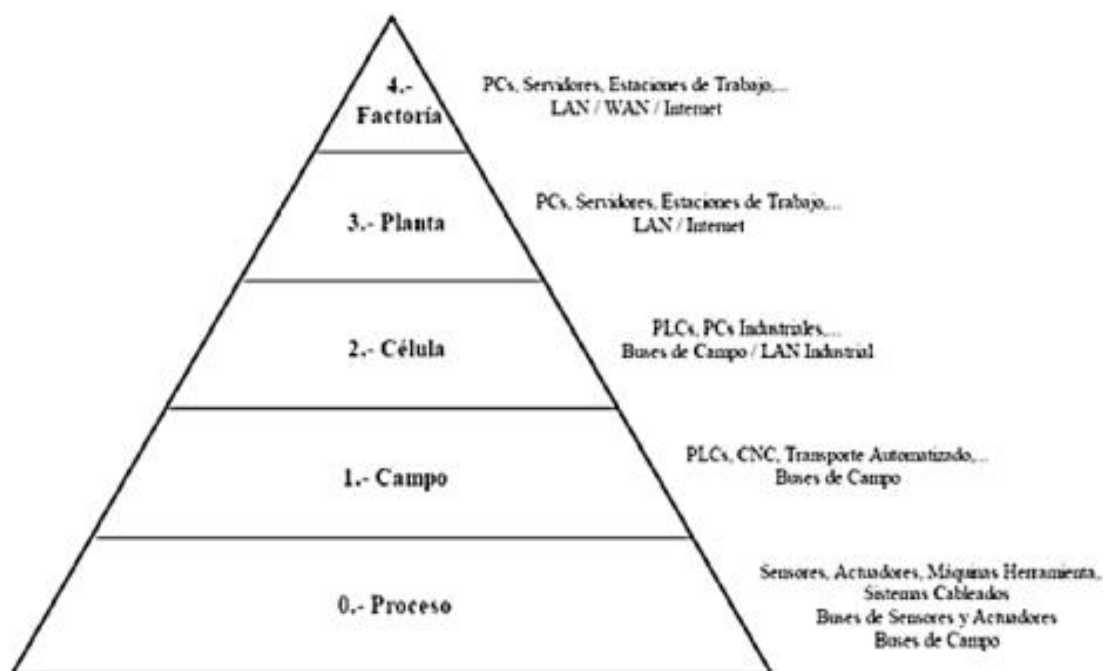 4.-
Factoría
PCs, Servidores, Estaciones de Trabajo,...
LAN / WAN / Internet
3.- Planta
PCs, Servidores, Estaciones de Trabajo,...
LAN / Internet
2.- Célula
PLCs, PCs Industriales,...
Buses de Campo / LAN Industrial
1.- Campo
PLCs, CNC, Transporte Automatizado,...
Buses de Campo
0.- Proceso
Sensores, Actuadores, Máquinas Herramienta,
Sistemas Cableados
Buses de Sensores y Actuadores
Buses de Campo